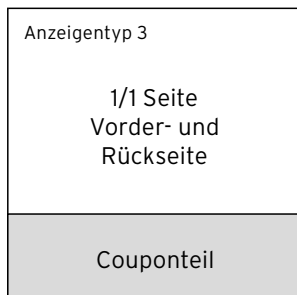 Anzeigentyp 3
1/1 Seite
Vorder- und
Rückseite
Couponteil